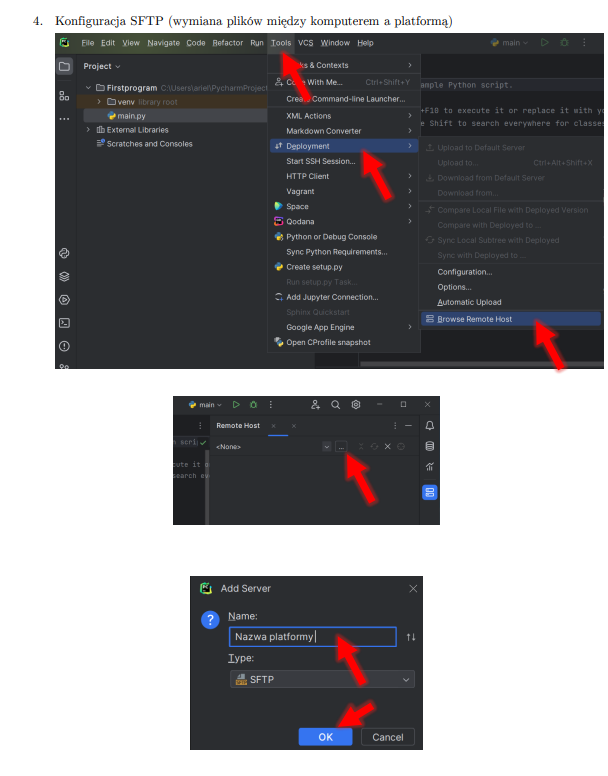 4. Konfiguracja SFTP (wymiana plików między komputerem a platformą)
File Edit View Navigate Code Refactor Run Tools VCS Window Help
main
Project
Firstprogram C:\Users\ariel\PycharmProject
venv library root
main.py
External Libraries
Scratches and Consoles
& Contexts
Code With Me... Ctrl+Shift+Y
Create Command-line Launcher...
XML Actions
Markdown Converter
Deployment
Start SSH Session...
HTTP Client
Vagrant
Space
Qodana
Python or Debug Console
Sync Python Requirements...
Create setup.py
Run setup.py Task...
Add Jupyter Connection...
Sphinx Quickstart
Google App Engine
Open CProfile snapshot
ample Python script.
+F10 to execute it or replace it with yo
e Shift to search everywhere for classes
Upload to Default Server
Upload to... Ctrl+Alt+Shift+X
Download from Default Server
Download from...
Compare Local File with Deployed Version
Compare with Deployed to ...
Sync Local Subtree with Deployed
Sync with Deployed to ...
Configuration...
Options...
Automatic Upload
Browse Remote Host
main
Remote Host
<None>
...
scri
cute it o
search ev
Add Server
Name:
Nazwa platformy
Type:
SFTP
OK Cancel